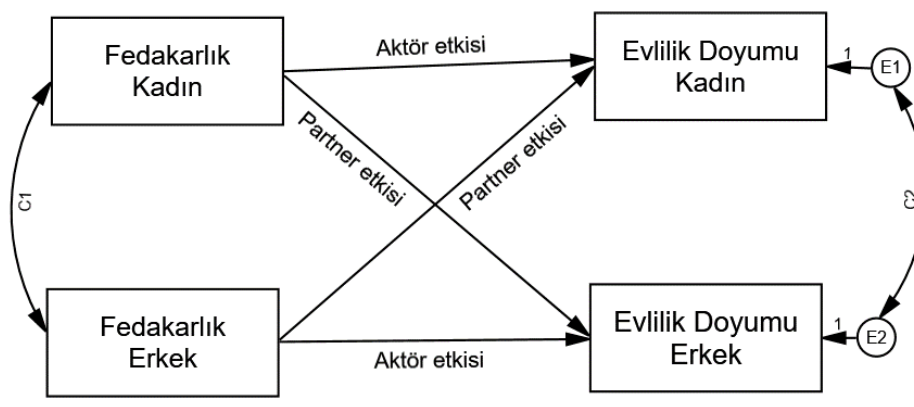 Fedakarlık
Kadın
Aktör etkisi
Evlilik Doyumu
Kadın
1
E1
Partner etkisi
Partner etkisi
C1
C2
Fedakarlık
Erkek
Aktör etkisi
Evlilik Doyumu
Erkek
1
E2